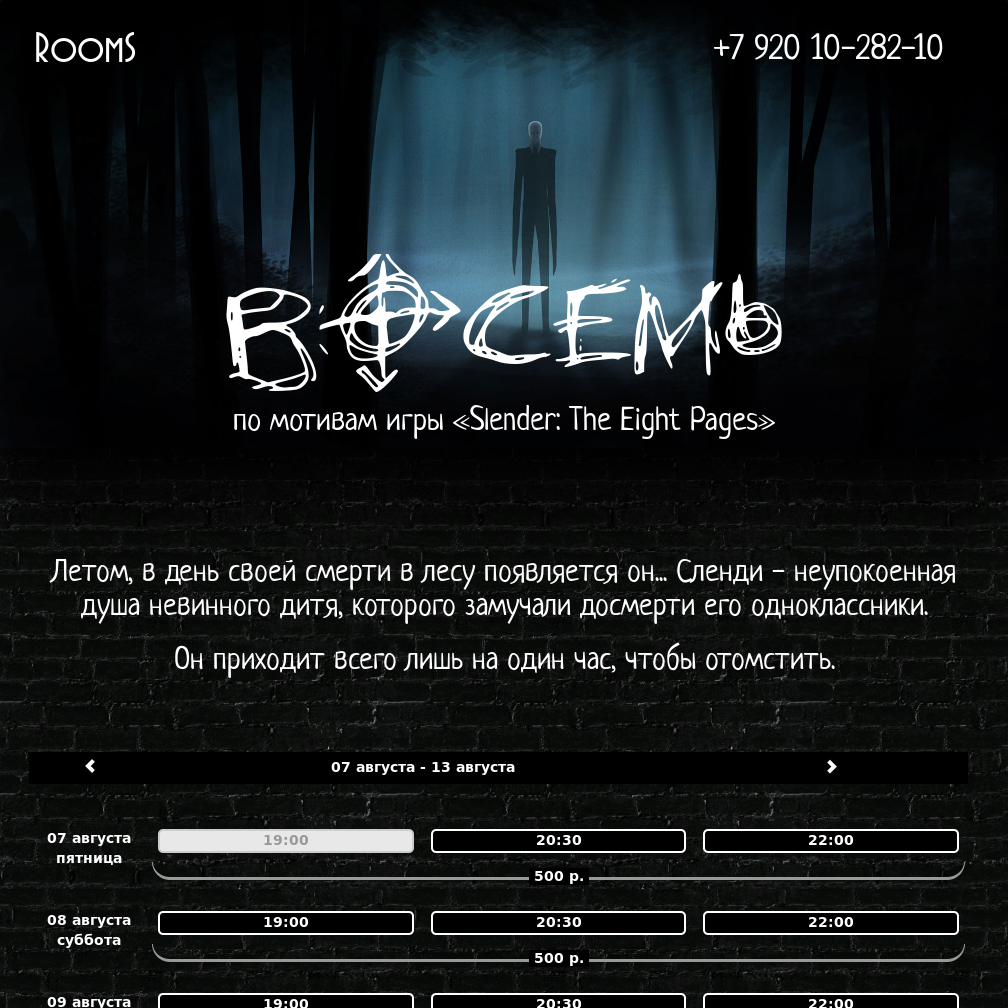 ROOMS
+7 920 10-282-10
ВОСЕМЬ
по мотивам игры «Slender: The Eight Pages»
Летом, в день своей смерти в лесу появляется он... Сленди - неупокоенная
душа невинного дитя, которого замучали досмерти его одноклассники.
Он приходит всего лишь на один час, чтобы отомстить.
07 августа - 13 августа
07 августа
пятница
19:00
20:30
22:00
500 р.
08 августа
суббота
19:00
20:30
22:00
500 р.
09 августа
19:00
20:30
22:00